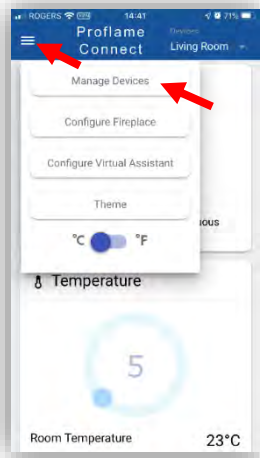 ROGERS 14:41 71%
Proflame Connect
Devices
Living Room
Manage Devices
Configure Fireplace
Configure Virtual Assistant
Theme
°C °F
ious
Temperature
5
Room Temperature 23°C